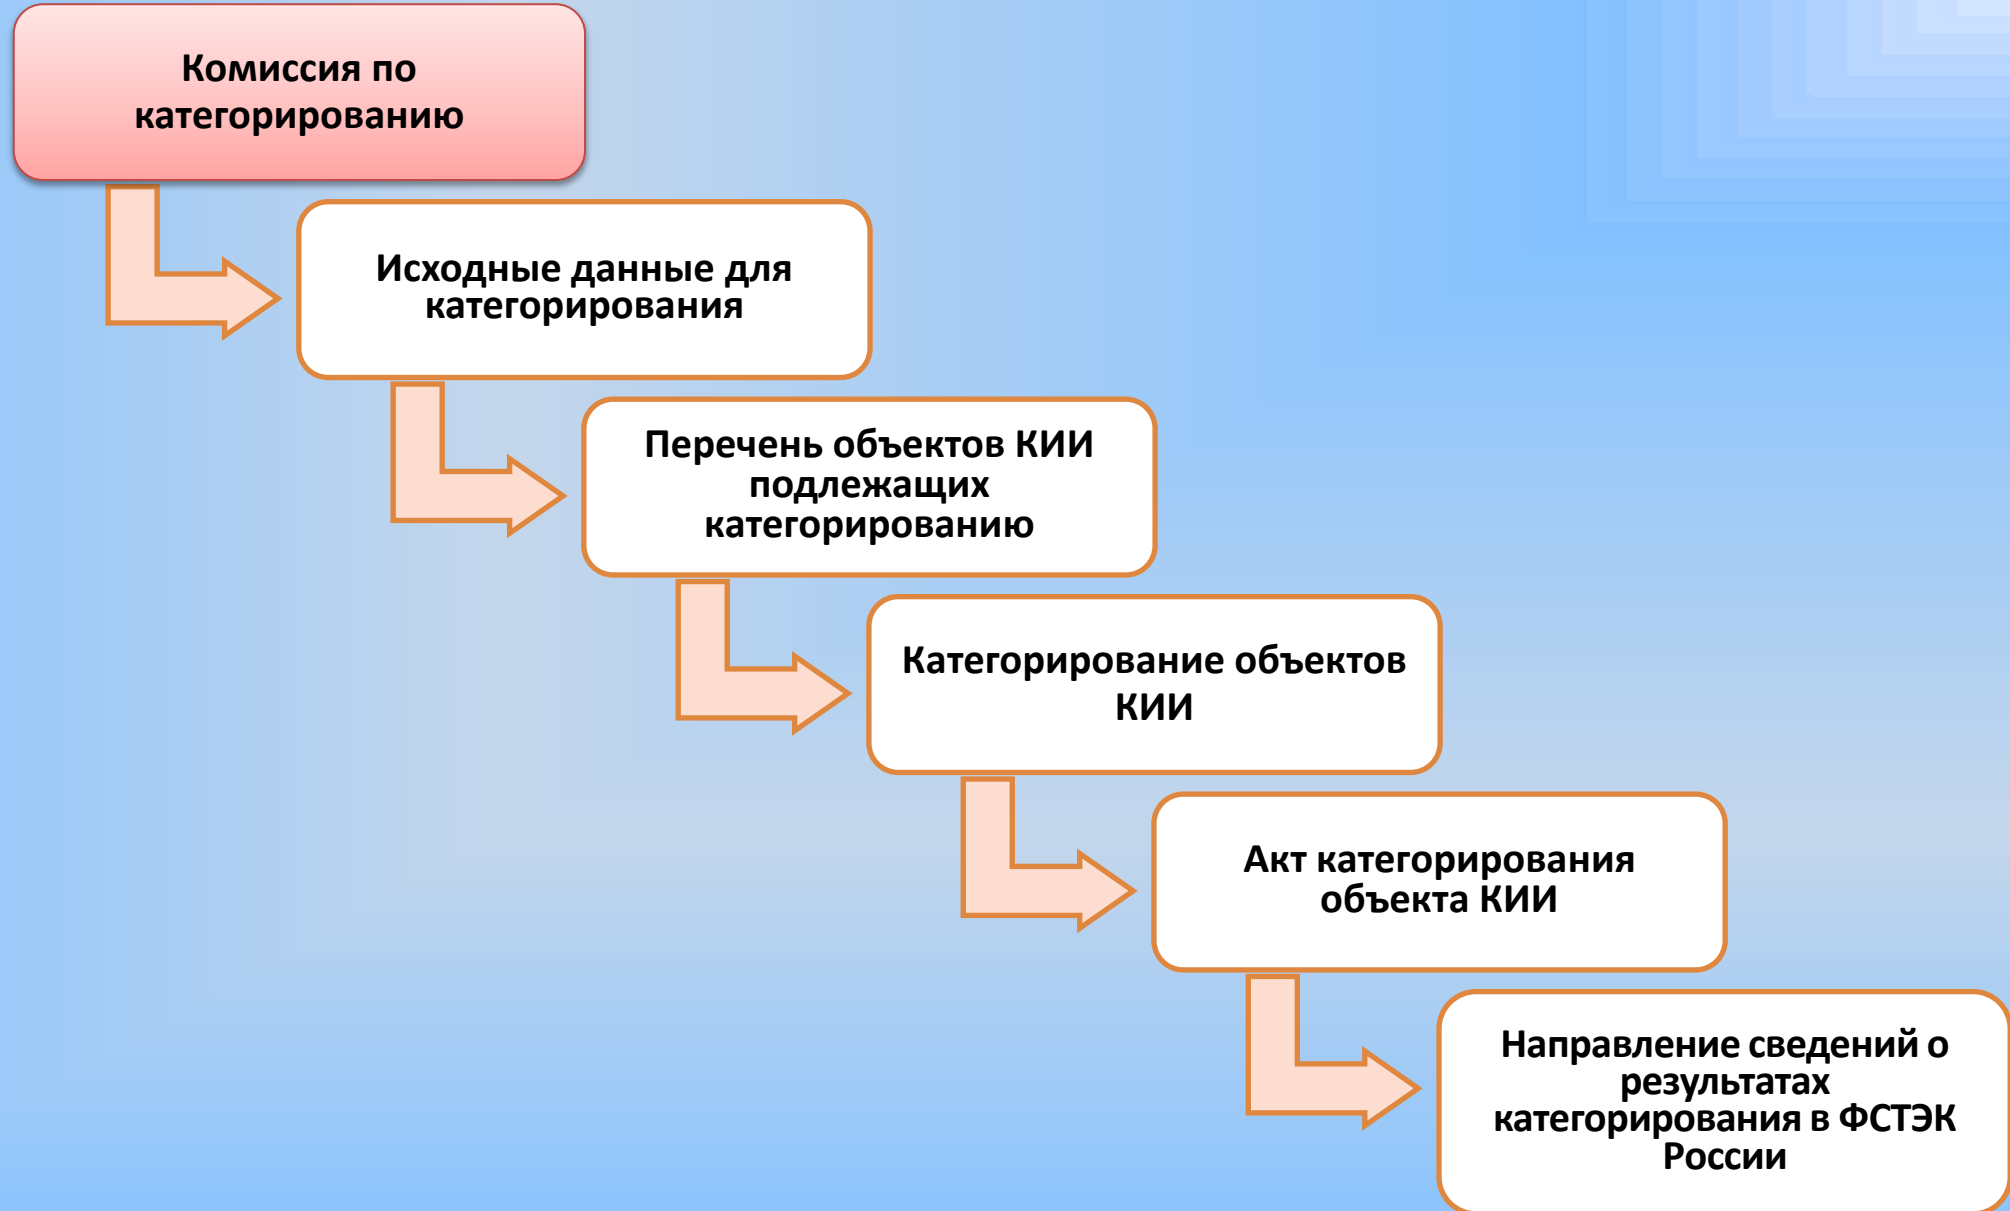 Комиссия по
категорированию
Исходные данные для
категорирования
Перечень объектов КИИ
подлежащих
категорированию
Категорирование объектов
КИИ
Акт категорирования
объекта КИИ
Направление сведений о
результатах
категорирования в ФСТЭК
России